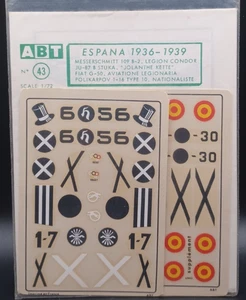 ABT
Nº 43
SCALE 1/72
ESPANA 1936-1939
MESSERSCHMITT 109 B-2, LEGION CONDOR
JU-87 B STUKA, "JOLANTHE KETTE"
FIAT G-50, AVIAZIONE LEGIONARIA
POLIKARPOV I-16 TYPE 10, NATIONALISTE
6 h 56
6 h 56
-30
-30
1-7
1-7
supplement